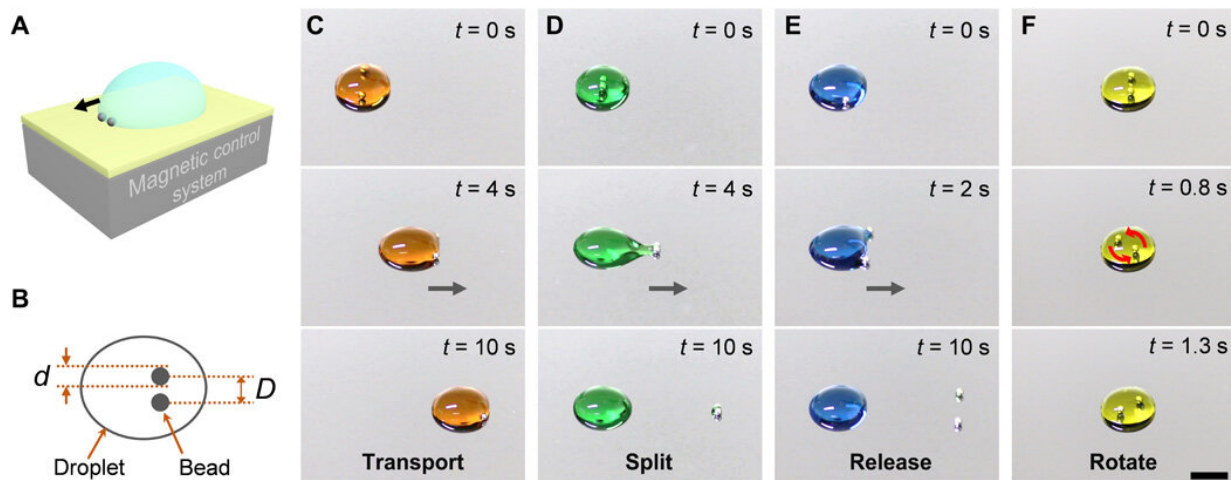 A
Magnetic control
system
B
d
D
Droplet
Bead
C
t = 0 s
t = 4 s
t = 10 s
Transport
D
t = 0 s
t = 4 s
t = 10 s
Split
E
t = 0 s
t = 2 s
t = 10 s
Release
F
t = 0 s
t = 0.8 s
t = 1.3 s
Rotate